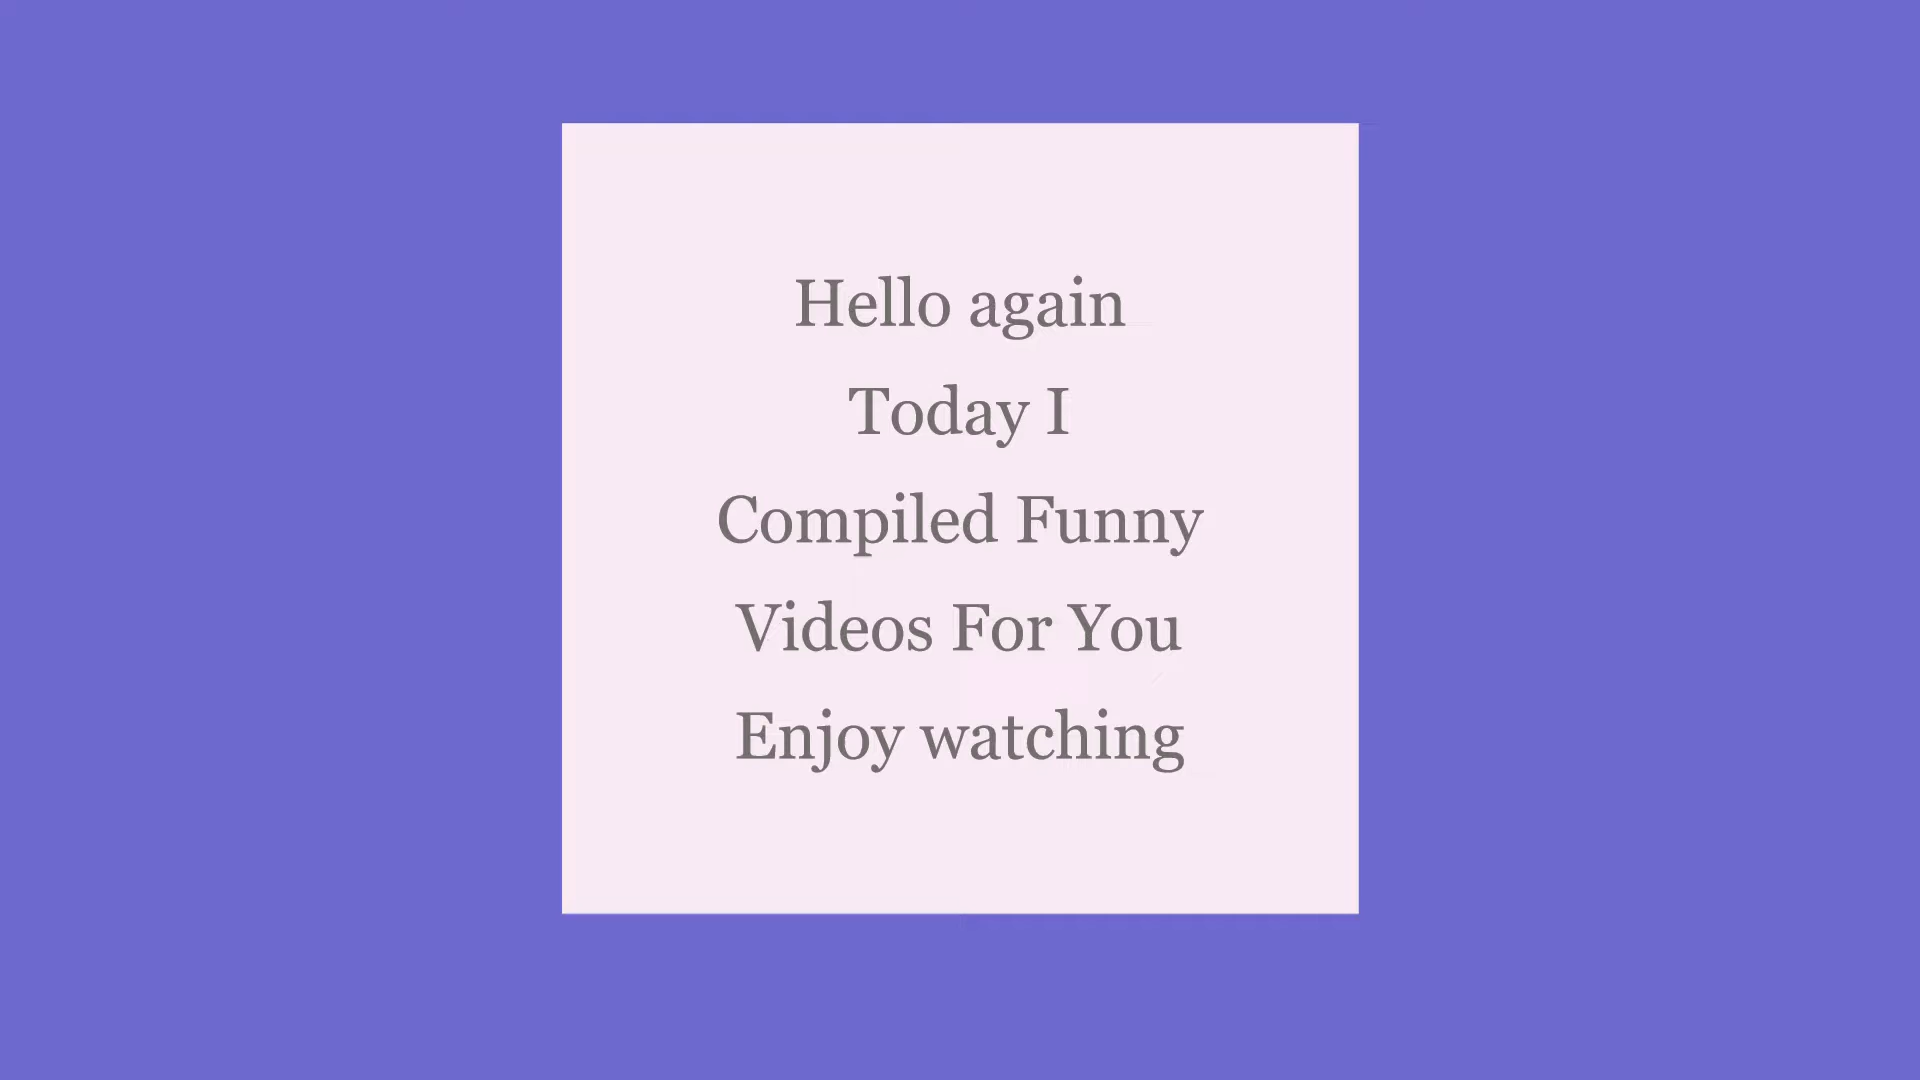 Hello again
Today I
Compiled Funny
Videos For You
Enjoy watching